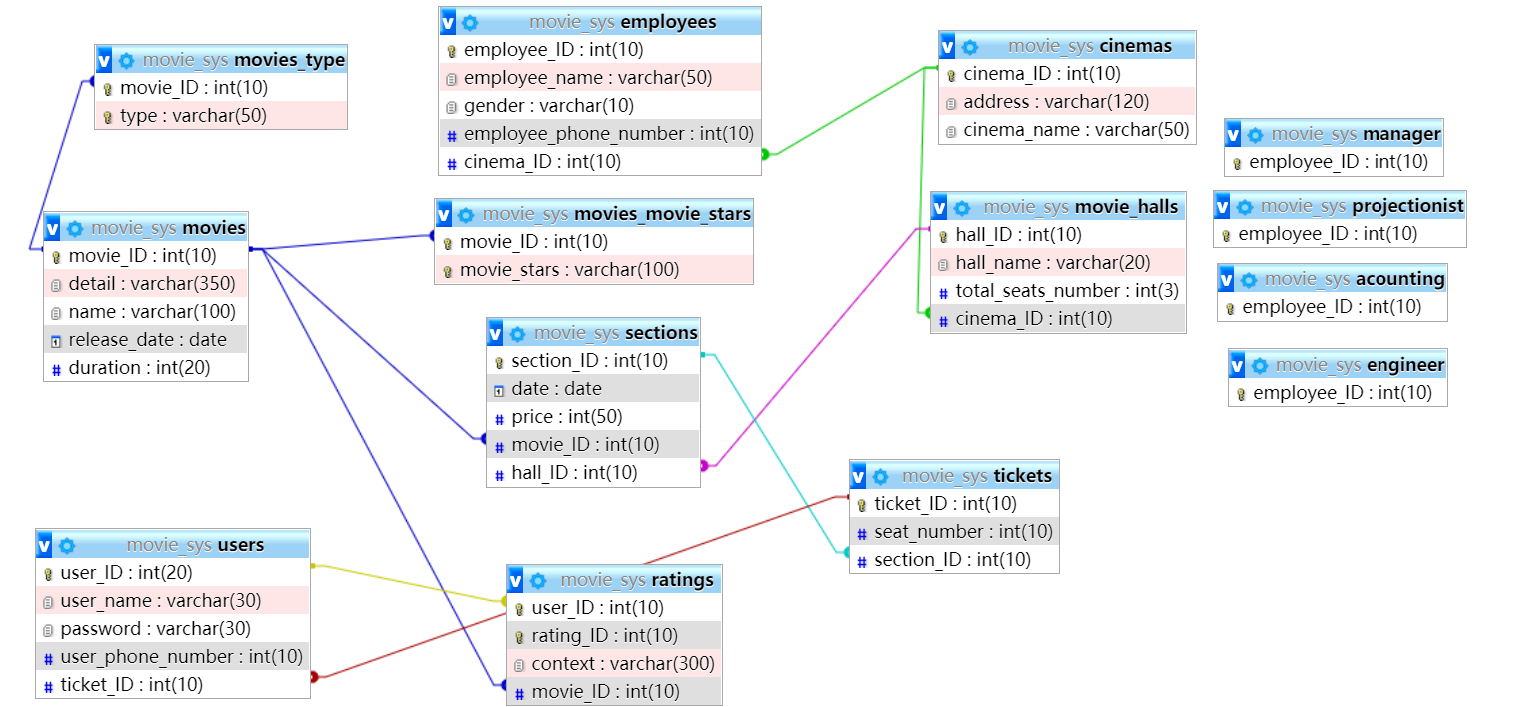 movie_sys movies_type
movie_ID : int(10)
type : varchar(50)
movie_sys employees
employee_ID : int(10)
employee_name : varchar(50)
gender : varchar(10)
employee_phone_number : int(10)
cinema_ID : int(10)
movie_sys cinemas
cinema_ID : int(10)
address : varchar(120)
cinema_name : varchar(50)
movie_sys manager
employee_ID : int(10)
movie_sys movies
movie_ID : int(10)
detail : varchar(350)
name : varchar(100)
release_date : date
duration : int(20)
movie_sys movies_movie_stars
movie_ID : int(10)
movie_stars : varchar(100)
movie_sys movie_halls
hall_ID : int(10)
hall_name : varchar(20)
total_seats_number : int(3)
cinema_ID : int(10)
movie_sys projectionist
employee_ID : int(10)
movie_sys acounting
employee_ID : int(10)
movie_sys sections
section_ID : int(10)
date : date
price : int(50)
movie_ID : int(10)
hall_ID : int(10)
movie_sys engineer
employee_ID : int(10)
movie_sys tickets
ticket_ID : int(10)
seat_number : int(10)
section_ID : int(10)
movie_sys users
user_ID : int(20)
user_name : varchar(30)
password : varchar(30)
user_phone_number : int(10)
ticket_ID : int(10)
movie_sys ratings
user_ID : int(10)
rating_ID : int(10)
context : varchar(300)
movie_ID : int(10)